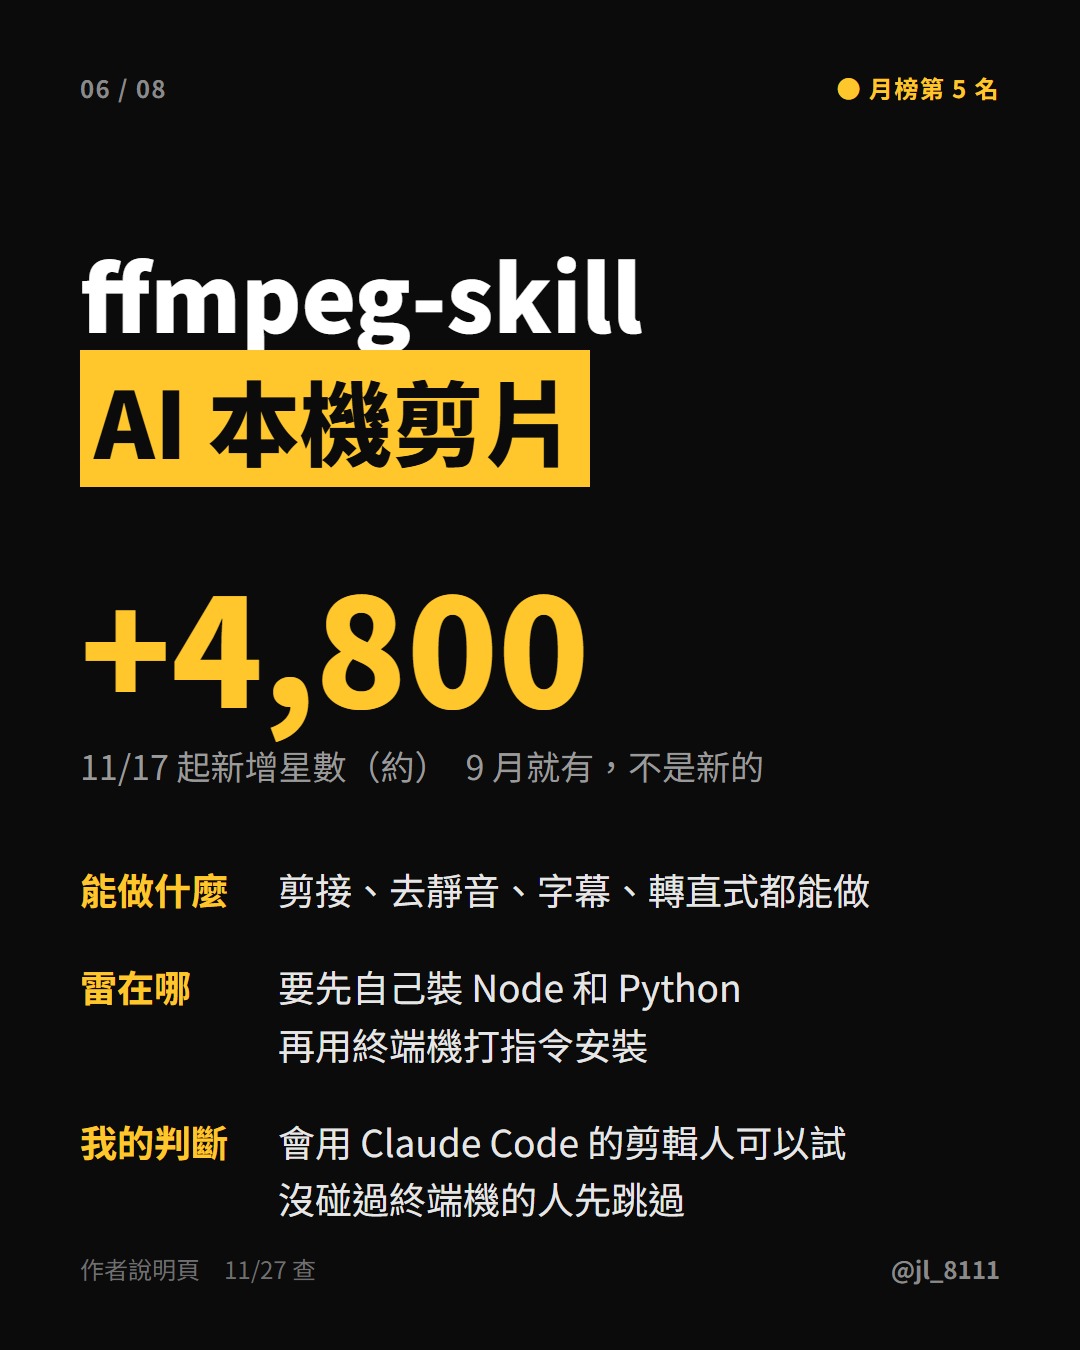 06 / 08
月榜第 5 名
ffmpeg-skill
AI 本機剪片
+4,800
11/17 起新增星數（約） 9 月就有，不是新的
能做什麼 剪接、去靜音、字幕、轉直式都能做
雷在哪 要先自己裝 Node 和 Python
再用終端機打指令安裝
我的判斷 會用 Claude Code 的剪輯人可以試
沒碰過終端機的人先跳過
作者說明頁 11/27 查
@jl_8111